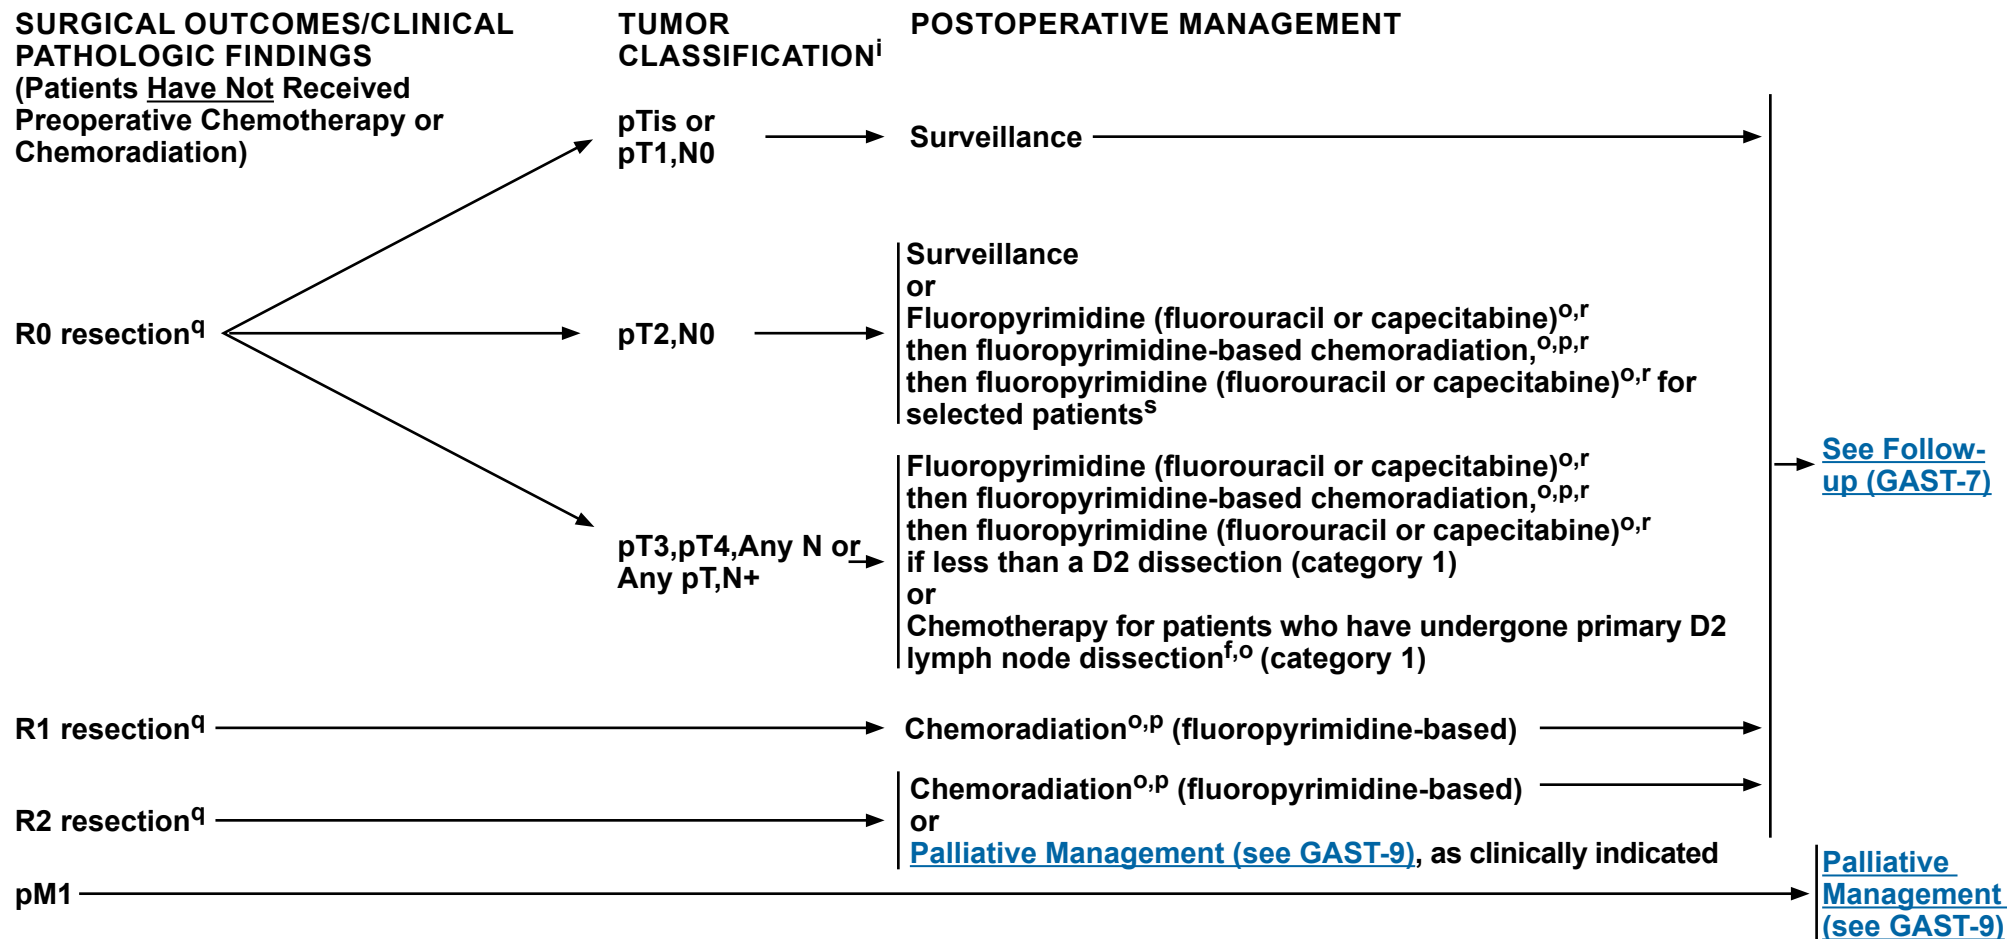 SURGICAL OUTCOMES/CLINICAL
PATHOLOGIC FINDINGS
(Patients Have Not Received
Preoperative Chemotherapy or
Chemoradiation)
TUMOR
CLASSIFICATIONi
POSTOPERATIVE MANAGEMENT
pTis or
pT1,N0
Surveillance
R0 resectionq
pT2,N0
Surveillance
or
Fluoropyrimidine (fluorouracil or capecitabine)o,r
then fluoropyrimidine-based chemoradiation,o,p,r
then fluoropyrimidine (fluorouracil or capecitabine)o,r for
selected patientss
pT3,pT4,Any N or
Any pT,N+
Fluoropyrimidine (fluorouracil or capecitabine)o,r
then fluoropyrimidine-based chemoradiation,o,p,r
then fluoropyrimidine (fluorouracil or capecitabine)o,r
if less than a D2 dissection (category 1)
or
Chemotherapy for patients who have undergone primary D2
lymph node dissectionf,o (category 1)
See Follow-
up (GAST-7)
R1 resectionq
Chemoradiationo,p (fluoropyrimidine-based)
R2 resectionq
Chemoradiationo,p (fluoropyrimidine-based)
or
Palliative Management (see GAST-9), as clinically indicated
pM1
Palliative
Management
(see GAST-9)